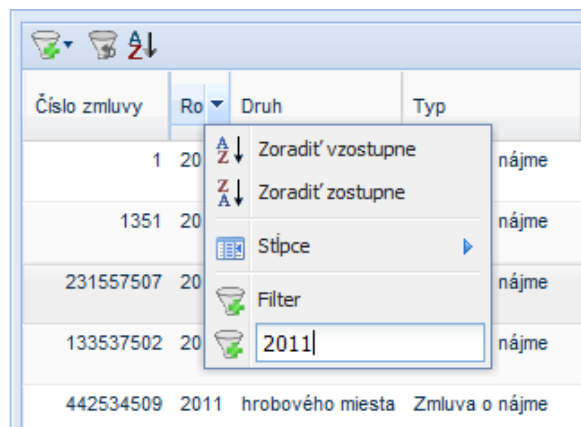 Číslo zmluvy Ro Druh Typ
1 20 nájme
Zoradiť vzostupne
Zoradiť zostupne
1351 20 nájme
Stĺpce
231557507 20 nájme
Filter
133537502 20 2011 nájme
442534509 2011 hrobového miesta Zmluva o nájme